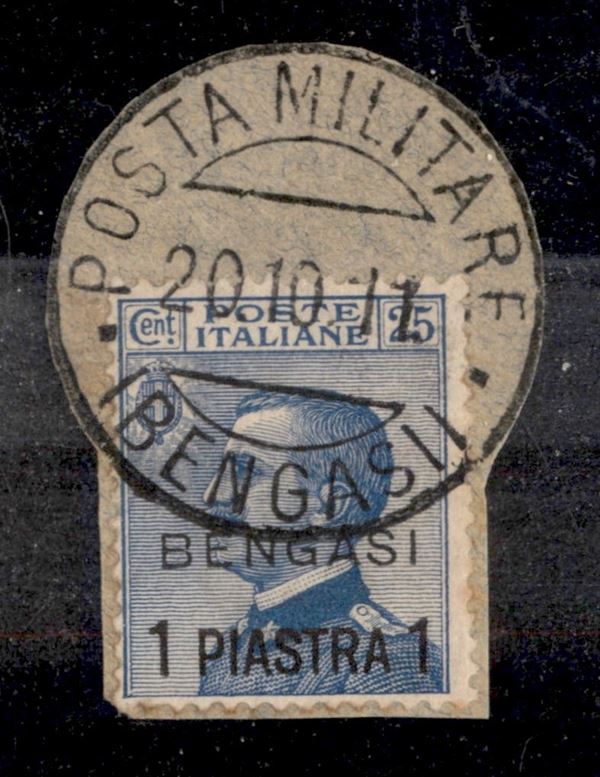 POSTA MILITARE
20.10.11
Cent. POSTE ITALIANE 25
(BENGASI)
BENGASI
1 PIASTRA 1